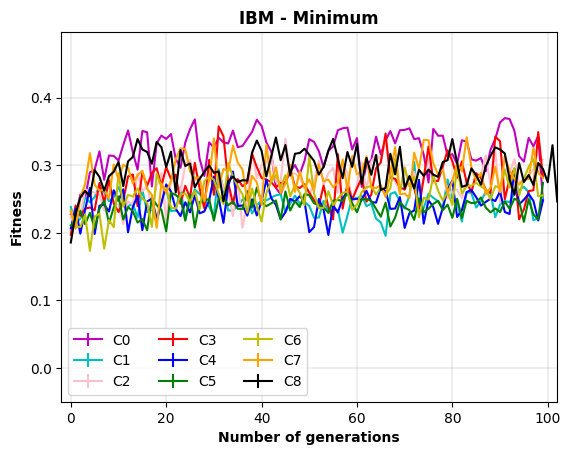 IBM - Minimum
Fitness
0.4
0.3
0.2
0.1
0.0
C0 C3 C6
C1 C4 C7
C2 C5 C8
0 20 40 60 80 100
Number of generations